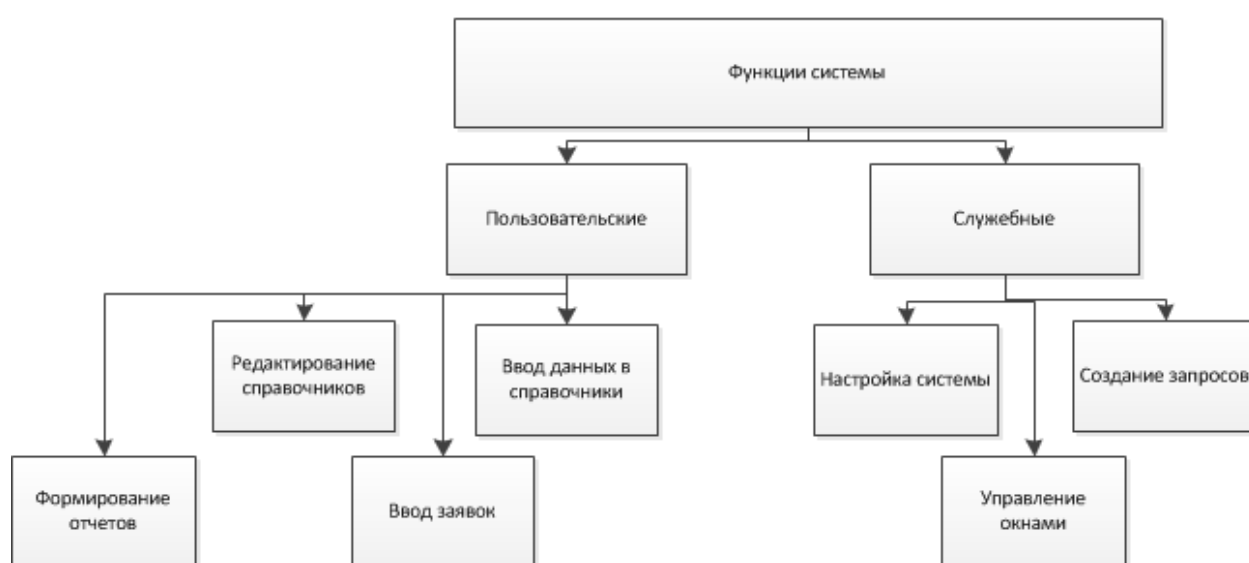 Функции системы
Пользовательские
Служебные
Редактирование
справочников
Ввод данных в
справочники
Настройка системы
Создание запросов
Формирование
отчетов
Ввод заявок
Управление
окнами